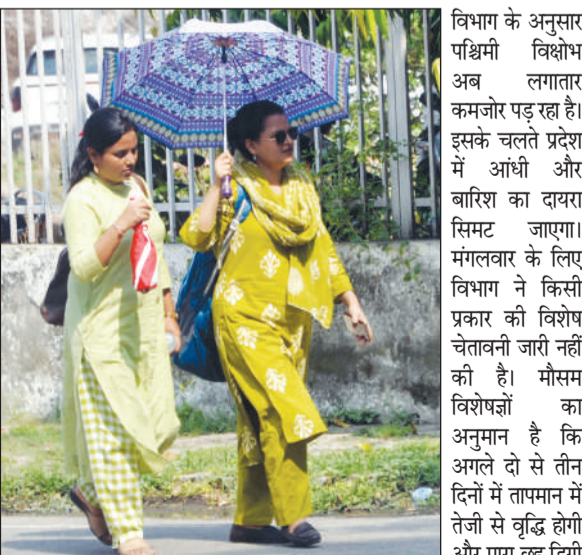 विभाग के अनुसार
पश्चिमी विक्षोभ
अब लगातार
कमजोर पड़ रहा है।
इसके चलते प्रदेश
में आंधी और
बारिश का दायरा
सिमट जाएगा।
मंगलवार के लिए
विभाग ने किसी
प्रकार की विशेष
चेतावनी जारी नहीं
की है। मौसम
विशेषज्ञों का
अनुमान है कि
अगले दो से तीन
दिनों में तापमान में
तेजी से वृद्धि होगी
और